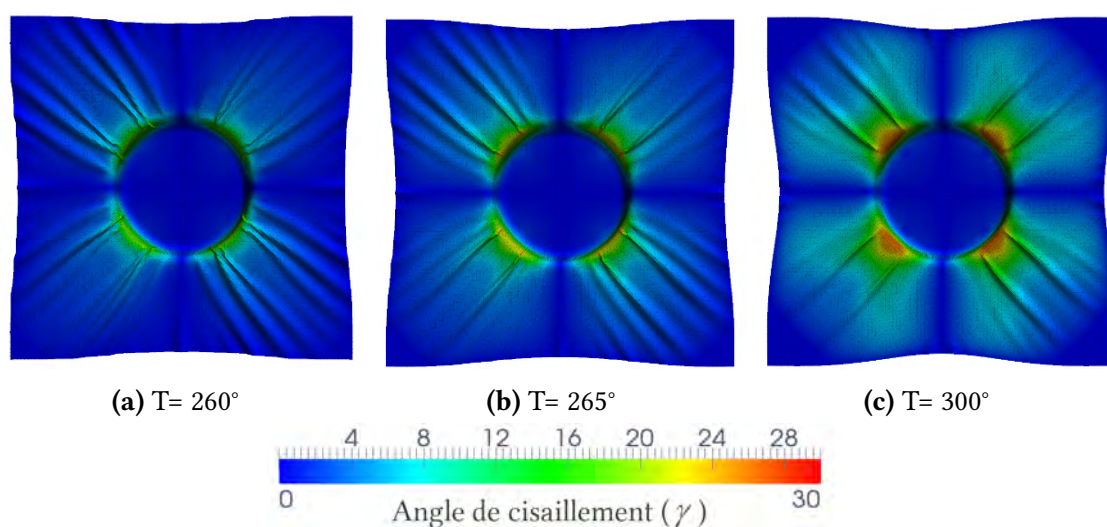 (a) T= 260°
(b) T= 265°
(c) T= 300°
4 8 12 16 20 24 28
0 30
Angle de cisaillement ( γ )